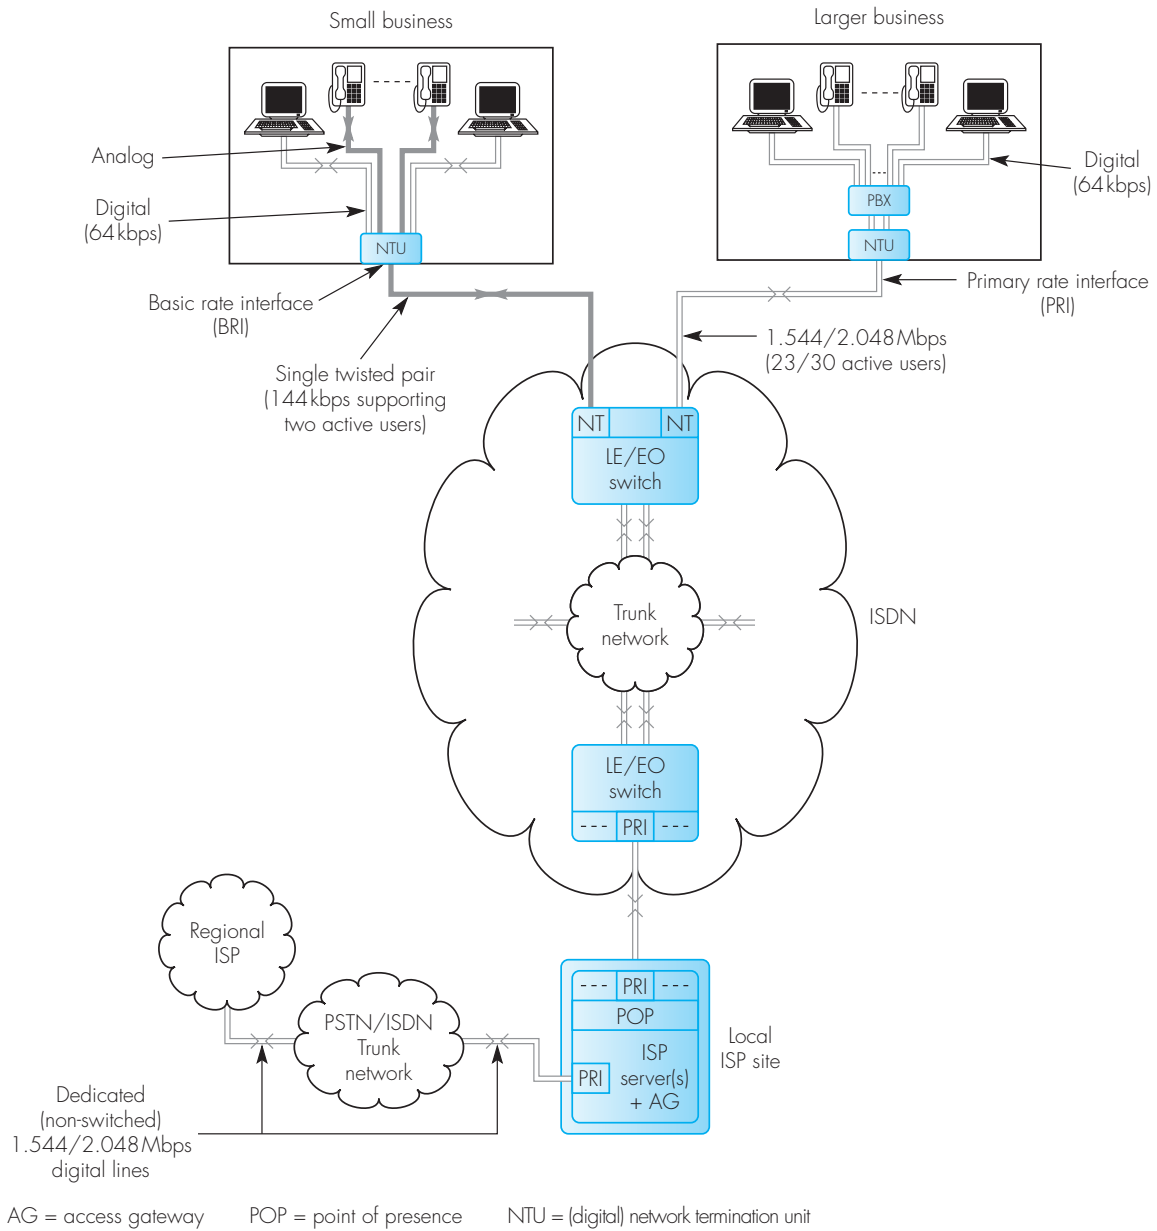 Small business
Larger business
Analog
Digital
(64 kbps)
NTU
Basic rate interface
(BRI)
Single twisted pair
(144 kbps supporting
two active users)
Digital
(64 kbps)
PBX
NTU
Primary rate interface
(PRI)
1.544/2.048 Mbps
(23/30 active users)
NT
NT
LE/EO
switch
Trunk
network
ISDN
LE/EO
switch
--- PRI ---
Regional
ISP
PSTN/ISDN
Trunk
network
--- PRI ---
POP
ISP
server(s)
+ AG
PRI
Local
ISP site
Dedicated
(non-switched)
1.544/2.048 Mbps
digital lines
AG = access gateway POP = point of presence NTU = (digital) network termination unit